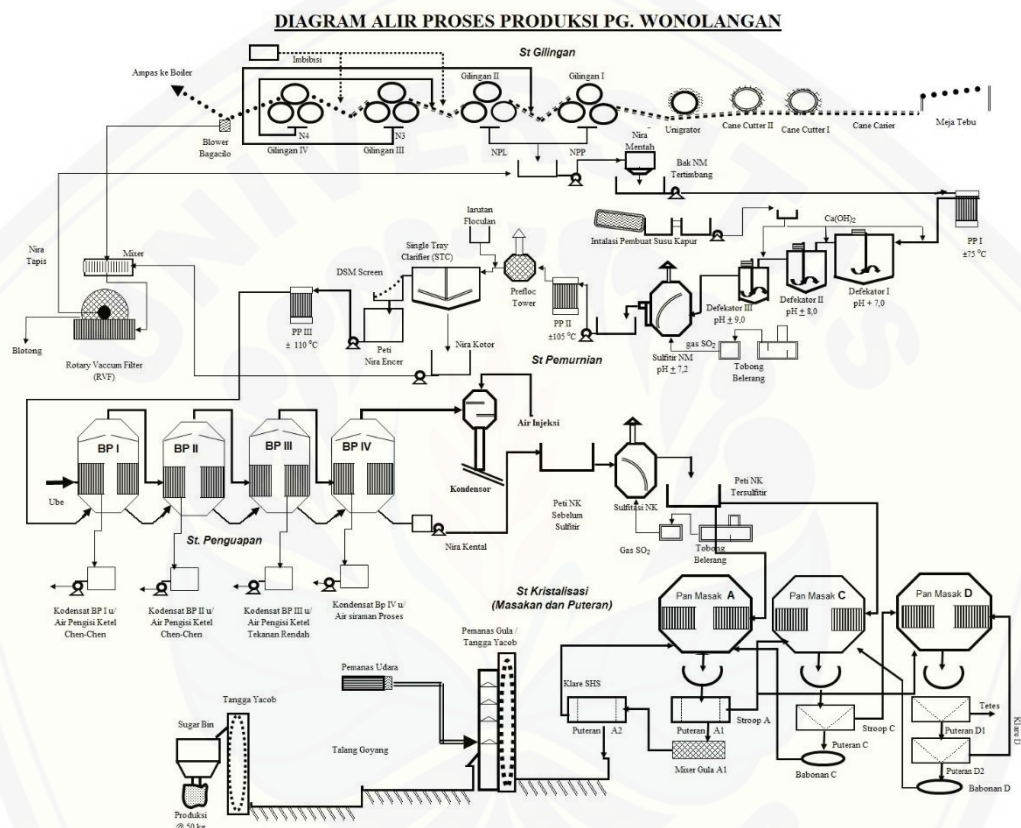 DIAGRAM ALIR PROSES PRODUKSI PG. WONOLANGAN
St Gilingan
Imbibisi
Ampas ke Boiler
Gilingan II
Gilingan I
Blower
Bagacilo
N4
Gilingan IV
N3
Gilingan III
NPL
NPP
Unigrator
Cane Cutter II
Cane Cutter I
Cane Carier
Meja Tebu
Nira
Mentah
Bak NM
Tertimbang
larutan
Floculan
Intalasi Pembuat Susu Kapur
Ca(OH)2
PP I
±75 °C
Nira
Tapis
Mixer
Single Tray
Clarifier (STC)
DSM Screen
Prefloc
Tower
PP II
±105 °C
Defekator III
pH ± 9,0
Defekator II
pH ± 8,0
Defekator I
pH + 7,0
PP III
± 110 °C
Peti
Nira Encer
Nira Kotor
gas SO2
Sulfitir NM
pH ± 7,2
Tobong
Belerang
Blotong
Rotary Vaccum Filter
(RVF)
St Pemurnian
BP I
BP II
BP III
BP IV
Air Injeksi
Kondensor
Ube
St. Penguapan
Nira Kental
Peti NK
Sebelum
Sulfitir
Sulfitasi NK
Peti NK
Tersulfitir
Gas SO2
Tobong
Belerang
Kodensat BP I u/
Air Pengisi Ketel
Chen-Chen
Kodensat BP II u/
Air Pengisi Ketel
Chen-Chen
Kodensat BP III u/
Air Pengisi Ketel
Tekanan Rendah
Kondensat Bp IV u/
Air siraman Proses
St Kristalisasi
(Masakan dan Puteran)
Pan Masak A
Pan Masak C
Pan Masak D
Pemanas Gula /
Tangga Yacob
Pemanas Udara
Tangga Yacob
Sugar Bin
Talang Goyang
Klare SHS
Puteran A2
Puteran A1
Stroop A
Mixer Gula A1
Stroop C
Puteran C
Babonan C
Tetes
Puteran D1
Puteran D2
Klare D
Babonan D
Produksi
@ 50 kg